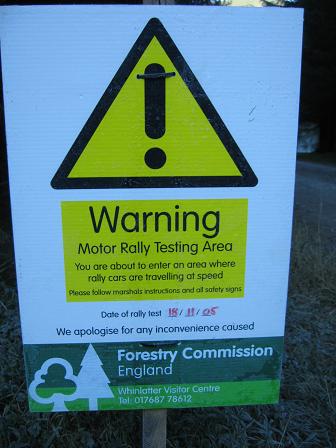 !
Warning
Motor Rally Testing Area
You are about to enter an area where
rally cars are travelling at speed
Please follow marshals instructions and all safety signs
Date of rally test 18/11/05
We apologise for any inconvenience caused
Forestry Commission
England
Whinlatter Visitor Centre
Tel: 017687 78612